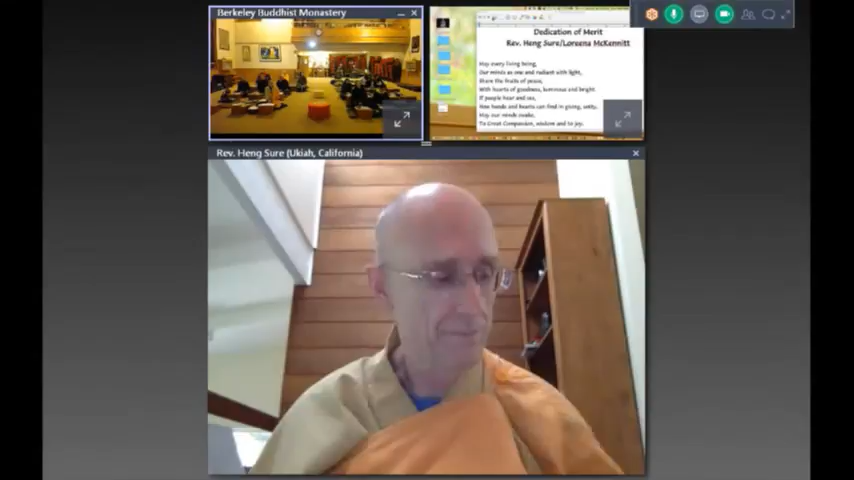 Berkeley Buddhist Monastery
Dedication of Merit
Rev. Heng Sure/Loreena McKennitt
May every living being,
Our minds as one and radiant with light,
Share the fruits of peace,
With hearts of goodness, luminous and bright.
If people hear and see,
How hands and hearts can find in giving, unity,
May our minds awake,
To Great Compassion, wisdom and to joy.
Rev. Heng Sure (Ukiah, California)